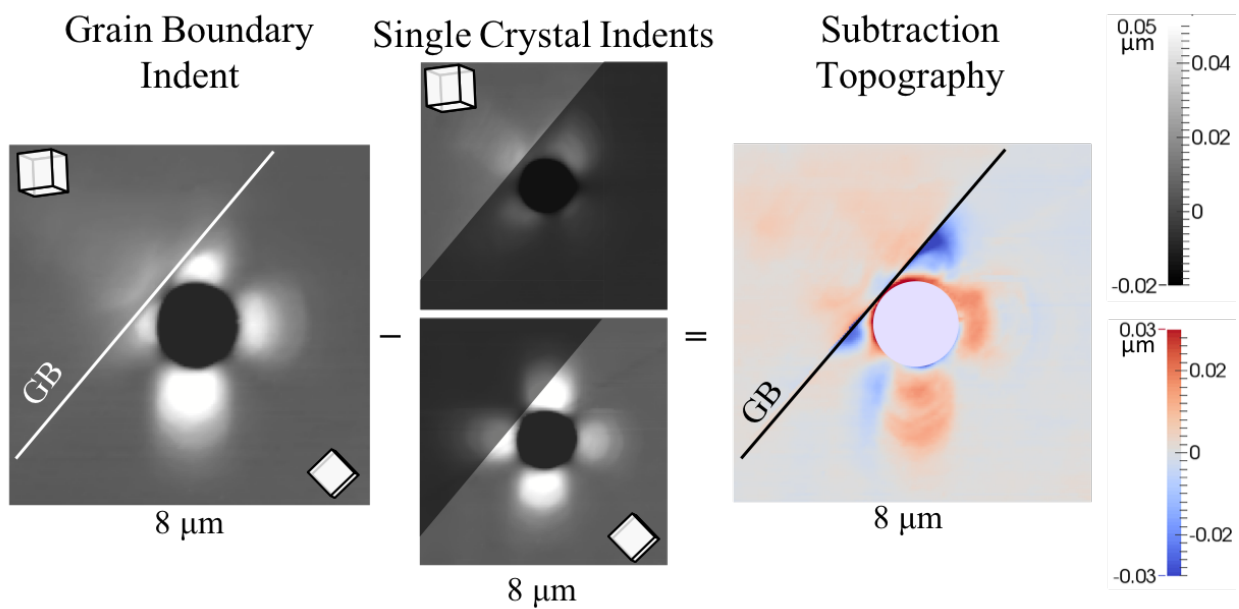 Grain Boundary
Indent
Single Crystal Indents
Subtraction
Topography
GB
8 μm
−
8 μm
=
GB
8 μm
0.05
μm
0.04
0.02
0
-0.02
0.03
μm
0.02
0
-0.02
-0.03